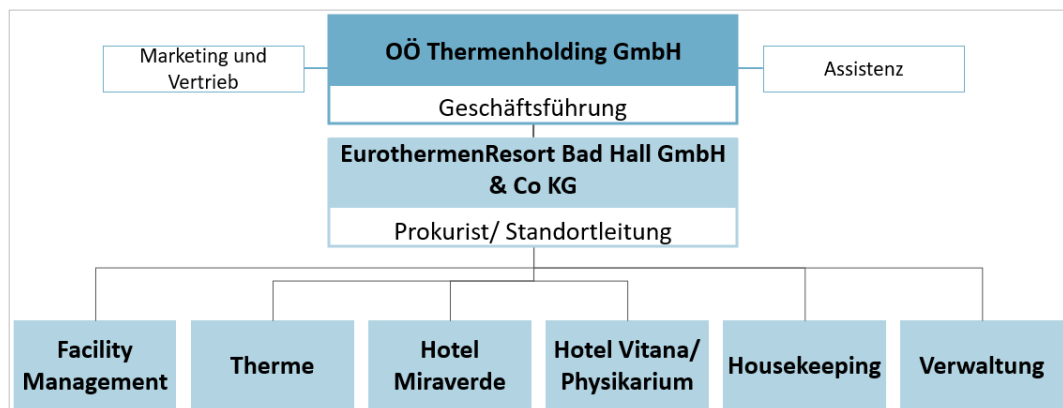 OÖ Thermenholding GmbH
Marketing und
Vertrieb
Assistenz
Geschäftsführung
EurothermenResort Bad Hall GmbH
& Co KG
Prokurist/ Standortleitung
Facility
Management
Therme
Hotel
Miraverde
Hotel Vitana/
Physikarium
Housekeeping
Verwaltung